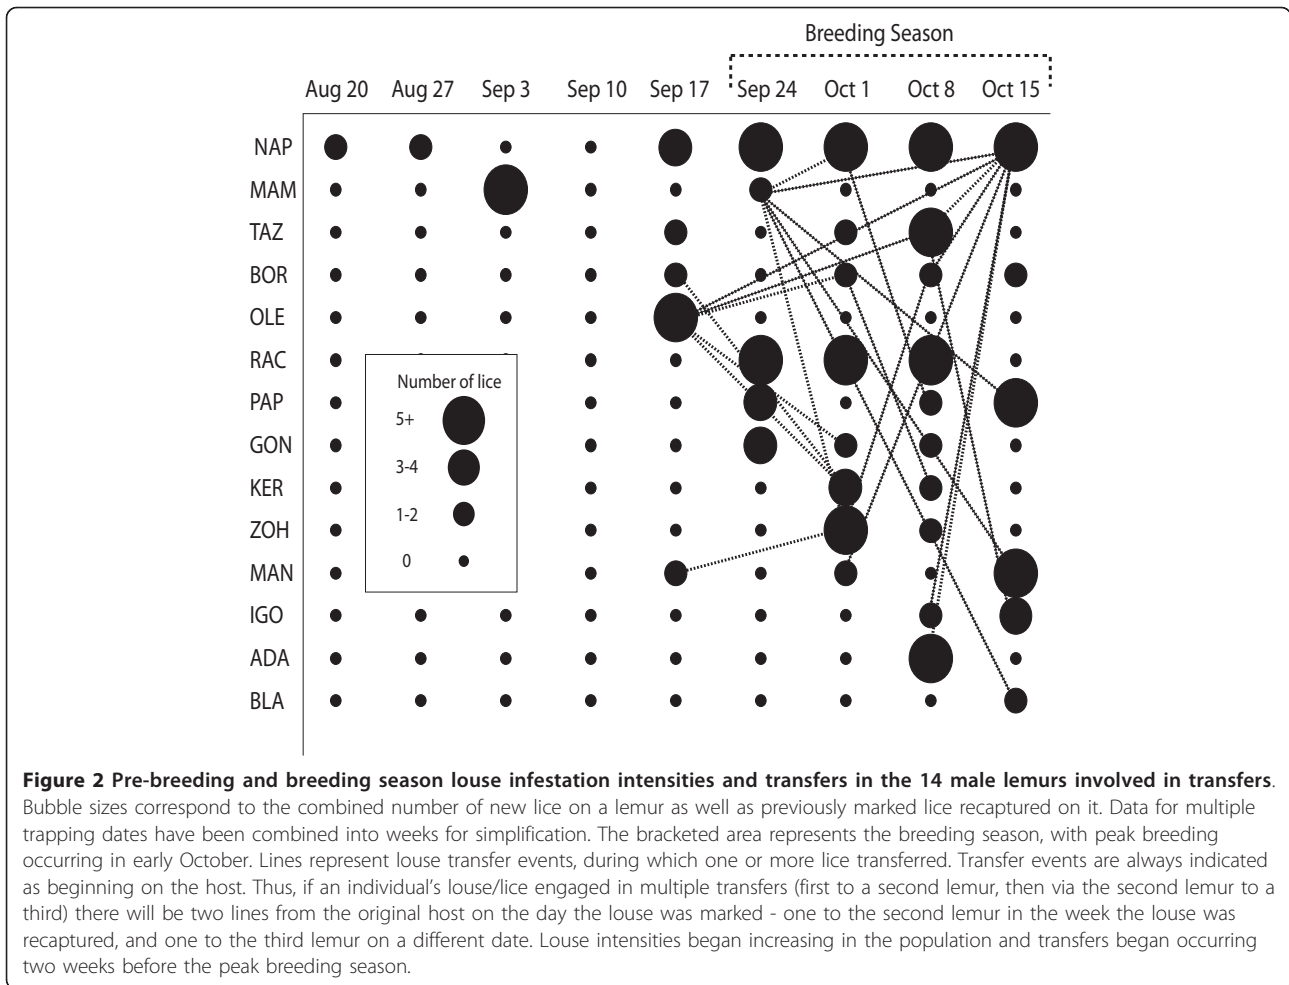 Breeding Season
Aug 20 Aug 27 Sep 3 Sep 10 Sep 17 Sep 24 Oct 1 Oct 8 Oct 15
NAP
MAM
TAZ
BOR
OLE
RAC
PAP
GON
KER
ZOH
MAN
IGO
ADA
BLA
Number of lice
5+
3-4
1-2
0
Figure 2 Pre-breeding and breeding season louse infestation intensities and transfers in the 14 male lemurs involved in transfers.
Bubble sizes correspond to the combined number of new lice on a lemur as well as previously marked lice recaptured on it. Data for multiple
trapping dates have been combined into weeks for simplification. The bracketed area represents the breeding season, with peak breeding
occurring in early October. Lines represent louse transfer events, during which one or more lice transferred. Transfer events are always indicated
as beginning on the host. Thus, if an individual's louse/lice engaged in multiple transfers (first to a second lemur, then via the second lemur to a
third) there will be two lines from the original host on the day the louse was marked - one to the second lemur in the week the louse was
recaptured, and one to the third lemur on a different date. Louse intensities began increasing in the population and transfers began occurring
two weeks before the peak breeding season.